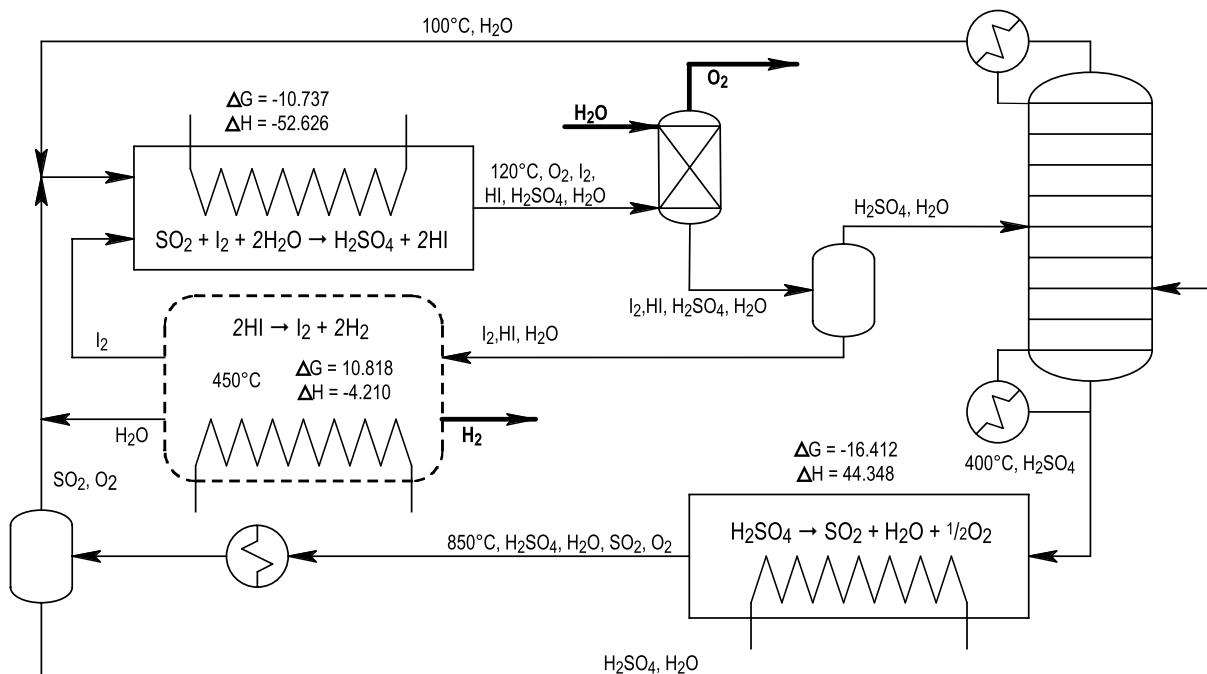 100°C, H₂O
O₂
ΔG = -10.737
ΔH = -52.626
H₂O
120°C, O₂, I₂,
HI, H₂SO₄, H₂O
H₂SO₄, H₂O
SO₂ + I₂ + 2H₂O → H₂SO₄ + 2HI
I₂,HI, H₂SO₄, H₂O
2HI → I₂ + 2H₂
I₂,HI, H₂O
I₂
450°C
ΔG = 10.818
ΔH = -4.210
H₂O
H₂
ΔG = -16.412
ΔH = 44.348
400°C, H₂SO₄
SO₂, O₂
H₂SO₄ → SO₂ + H₂O + 1/2O₂
850°C, H₂SO₄, H₂O, SO₂, O₂
H₂SO₄, H₂O